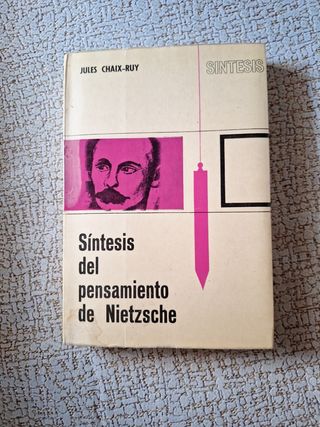 JULES CHAIX-RUY
SINTESIS
Síntesis
del
pensamiento
de Nietzsche